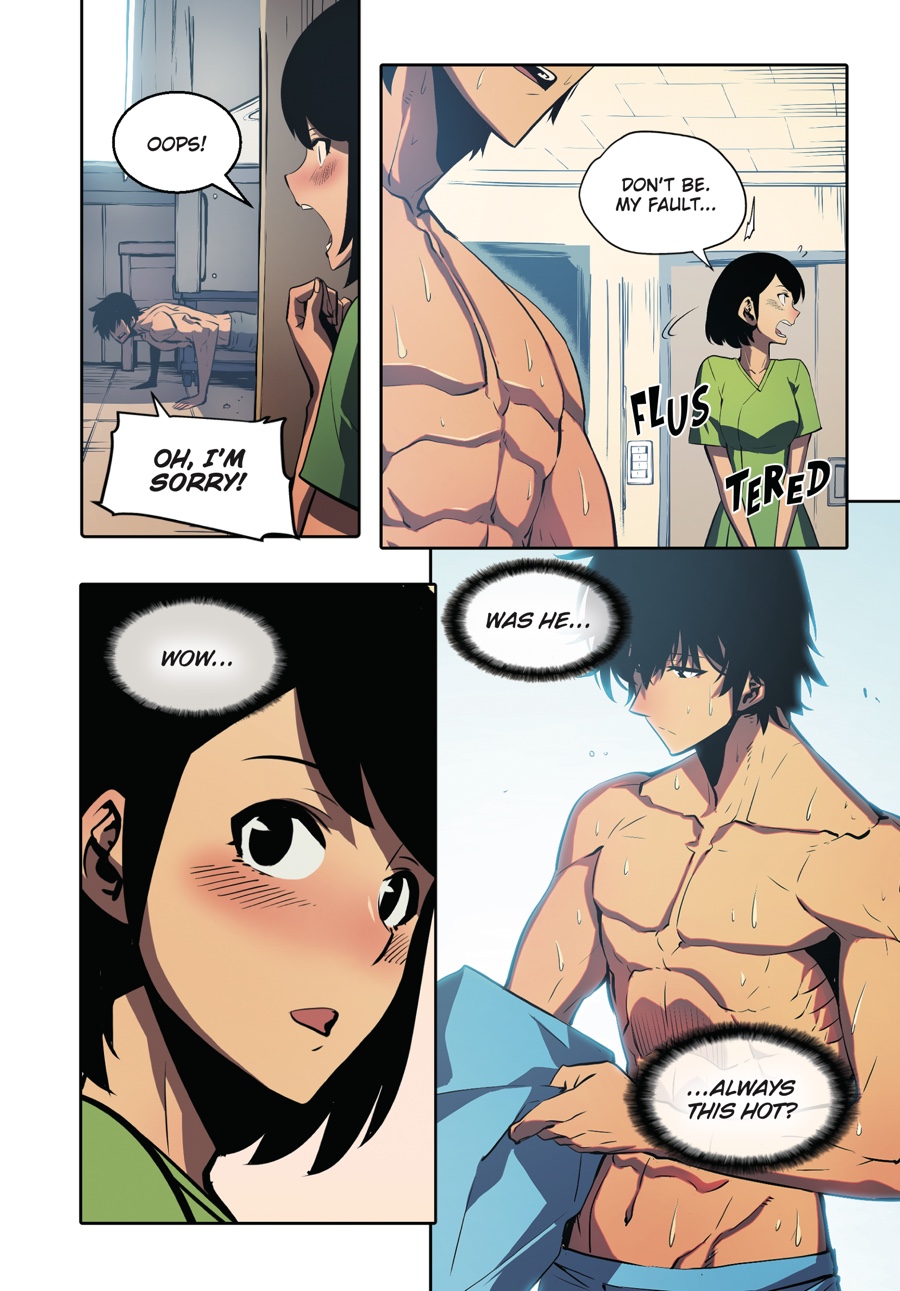 OOPS!
OH, I'M
SORRY!
DON'T BE.
MY FAULT...
FLUS
TERED
WOW...
WAS HE...
...ALWAYS
THIS HOT?